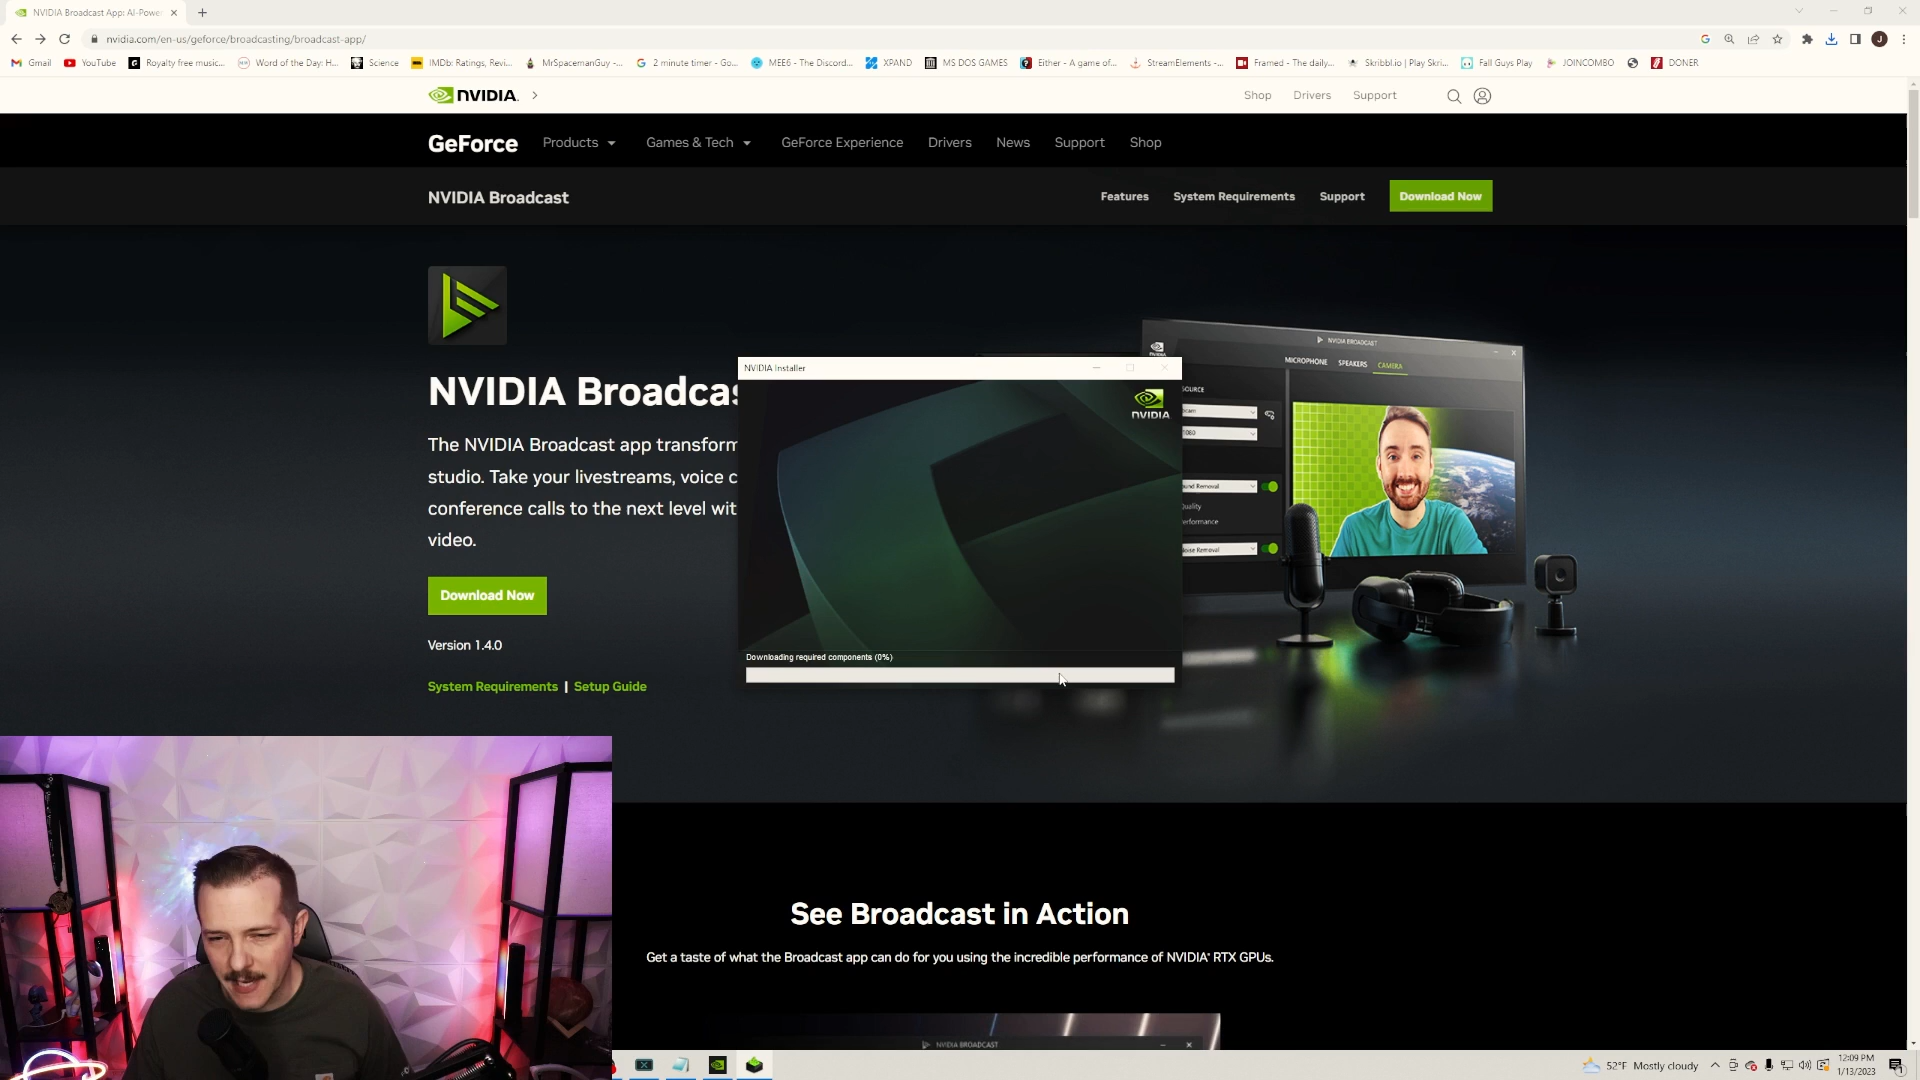 NVIDIA Broadcast App: AI-Powe
nvidia.com/en-us/geforce/broadcasting/broadcast-app/
J
Gmail
YouTube
Royalty free music...
Word of the Day: H...
Science
IMDb: Ratings, Revi...
MrSpacemanGuy -...
2 minute timer - Go...
MEE6 - The Discord...
XPAND
MS DOS GAMES
Either - A game of...
StreamElements -...
Framed - The daily...
Skribbl.io | Play Skri...
Fall Guys Play
JOINCOMBO
DONER
NVIDIA.
Shop
Drivers
Support
GeForce
Products
Games & Tech
GeForce Experience
Drivers
News
Support
Shop
NVIDIA Broadcast
Features
System Requirements
Support
Download Now
NVIDIA Broadcas
The NVIDIA Broadcast app transform
studio. Take your livestreams, voice c
conference calls to the next level wit
video.
Download Now
Version 1.4.0
System Requirements | Setup Guide
NVIDIA Installer
NVIDIA
Downloading required components (0%)
NVIDIA BROADCAST
MICROPHONE
SPEAKERS
CAMERA
See Broadcast in Action
Get a taste of what the Broadcast app can do for you using the incredible performance of NVIDIA® RTX GPUs.
NVIDIA BROADCAST
52°F Mostly cloudy
12:09 PM
1/13/2023